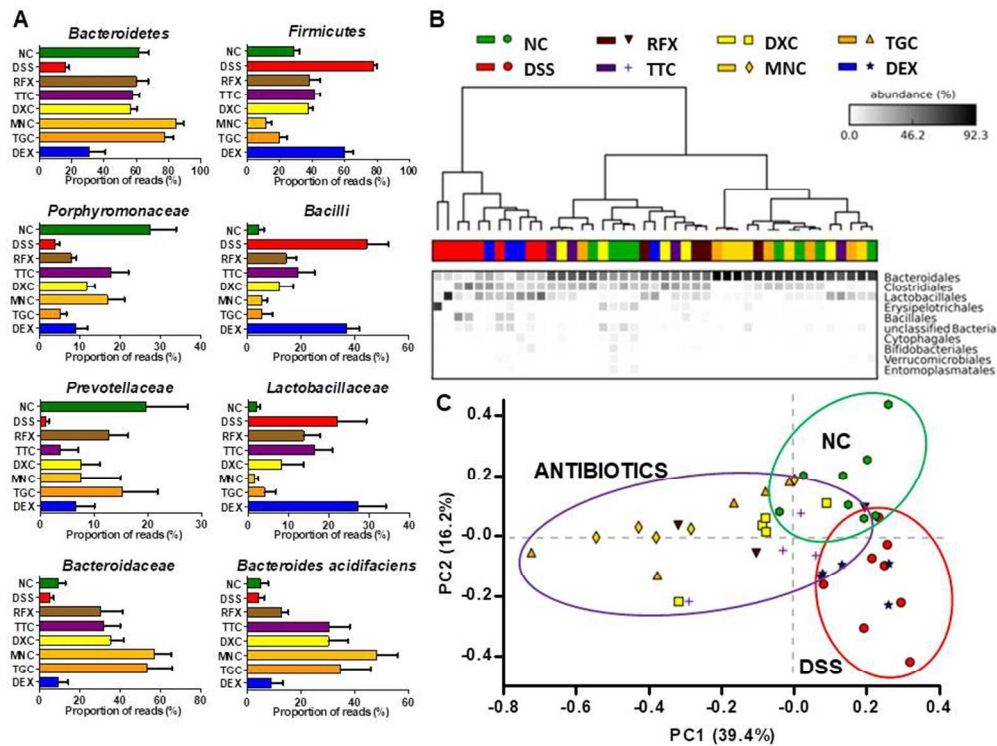 A
Bacteroidetes
NC
DSS
RFX
TTC
DXC
MNC
TGC
DEX
0 20 40 60 80 100
Proportion of reads (%)
Firmicutes
NC
DSS
RFX
TTC
DXC
MNC
TGC
DEX
0 20 40 60 80 100
Proportion of reads (%)
Porphyromonaceae
NC
DSS
RFX
TTC
DXC
MNC
TGC
DEX
0 10 20 30 40
Proportion of reads (%)
Bacilli
NC
DSS
RFX
TTC
DXC
MNC
TGC
DEX
0 20 40 60
Proportion of reads (%)
Prevotellaceae
NC
DSS
RFX
TTC
DXC
MNC
TGC
DEX
0 10 20 30
Proportion of reads (%)
Lactobacillaceae
NC
DSS
RFX
TTC
DXC
MNC
TGC
DEX
0 10 20 30 40
Proportion of reads (%)
Bacteroidaceae
NC
DSS
RFX
TTC
DXC
MNC
TGC
DEX
0 20 40 60 80
Proportion of reads (%)
Bacteroides acidifaciens
NC
DSS
RFX
TTC
DXC
MNC
TGC
DEX
0 20 40 60
Proportion of reads (%)
B
NC RFX DXC TGC
DSS TTC MNC DEX
abundance (%)
0.0 46.2 92.3
Bacteroidales
Clostridiales
Lactobacillales
Erysipelotrichales
Bacillales
unclassified Bacteria
Cytophagales
Bifidobacteriales
Verrucomicrobiales
Entomoplasmatales
C
0.4
0.2
-0.0
-0.2
-0.4
PC2 (16.2%)
ANTIBIOTICS
NC
DSS
-0.8 -0.6 -0.4 -0.2 -0.0 0.2 0.4
PC1 (39.4%)